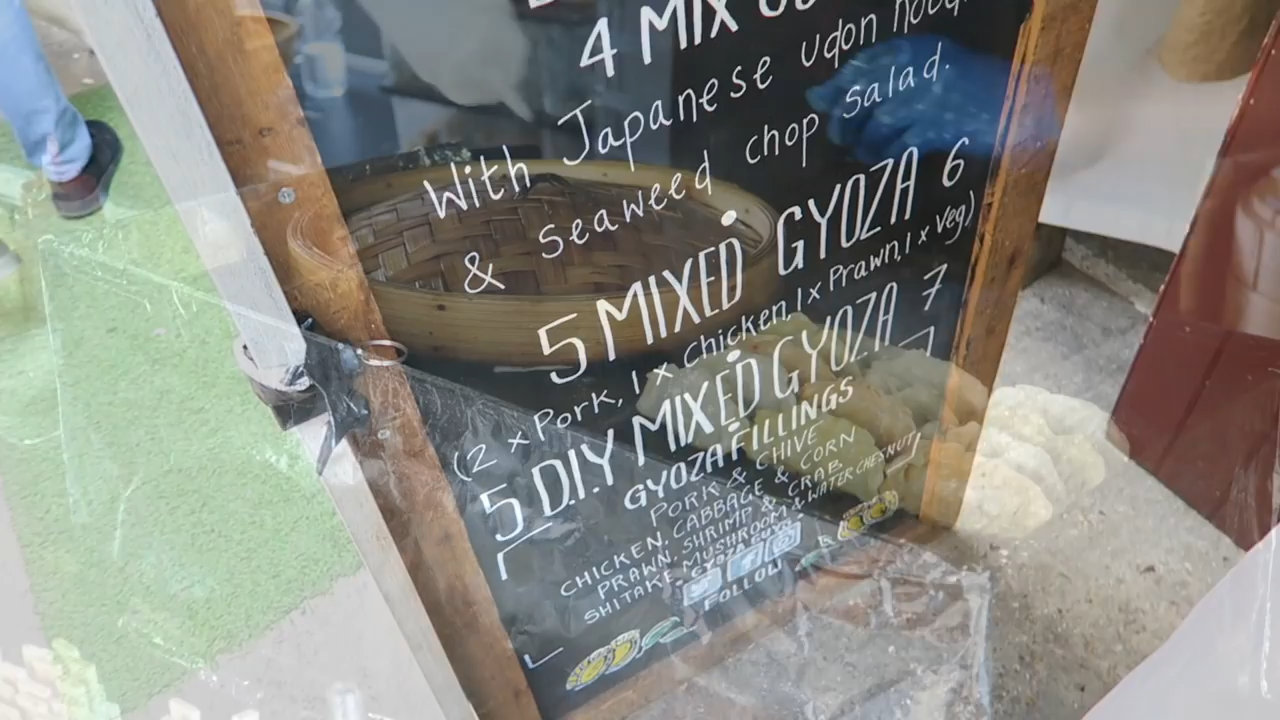 4 MIX
With Japanese udon
& Seaweed chop salad.
5 MIXED GYOZA 6
(2 x Pork, 1 x chicken, 1 x Prawn, 1 x Veg)
5 D.I.Y MIXED GYOZA 7
GYOZA FILLINGS
PORK & CHIVE
CHICKEN, CABBAGE & CORN
PRAWN, SHRIMP & CRAB
SHITAKE MUSHROOM & WATER CHESNUT
GYOZA GUYS
FOLLOW